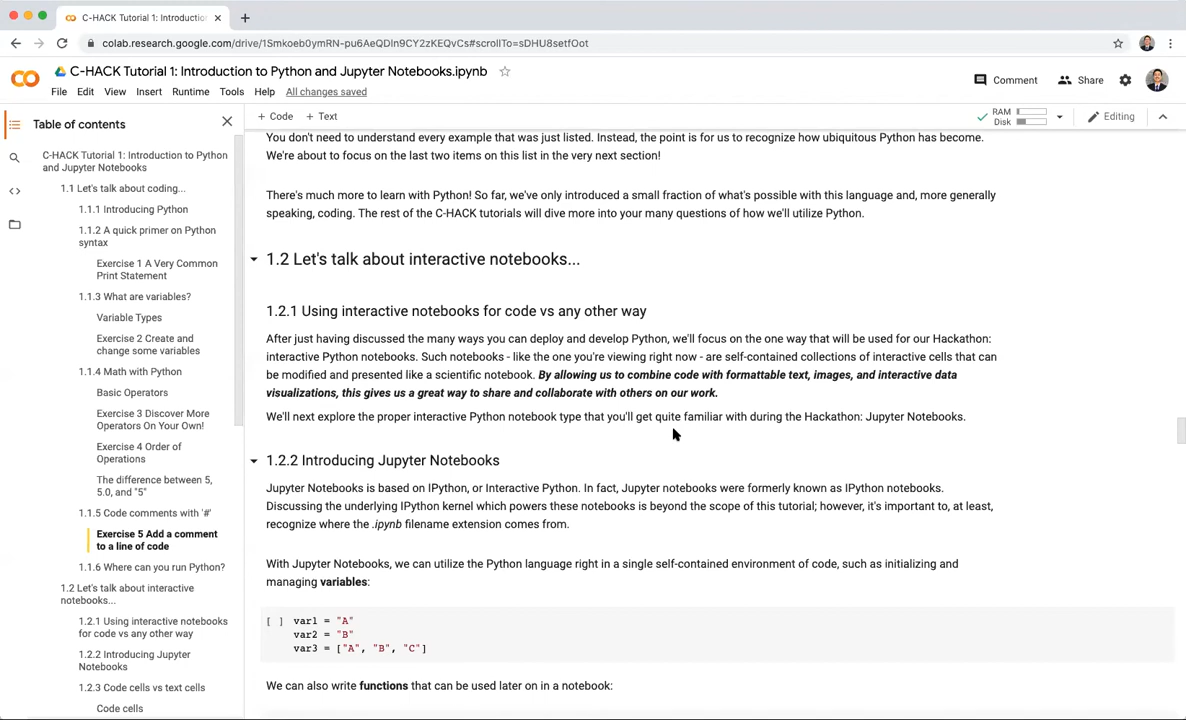 C-HACK Tutorial 1: Introduction
colab.research.google.com/drive/1Smkoeb0ymRN-pu6AeQDIn9CY2zKEQvCs#scrollTo=sDHU8setfOot
C-HACK Tutorial 1: Introduction to Python and Jupyter Notebooks.ipynb
Comment
Share
File Edit View Insert Runtime Tools Help All changes saved
Table of contents
+ Code + Text
RAM
Disk
Editing
C-HACK Tutorial 1: Introduction to Python
and Jupyter Notebooks
1.1 Let's talk about coding...
1.1.1 Introducing Python
1.1.2 A quick primer on Python
syntax
Exercise 1 A Very Common
Print Statement
1.1.3 What are variables?
Variable Types
Exercise 2 Create and
change some variables
1.1.4 Math with Python
Basic Operators
Exercise 3 Discover More
Operators On Your Own!
Exercise 4 Order of
Operations
The difference between 5,
5.0, and "5"
1.1.5 Code comments with '#'
Exercise 5 Add a comment
to a line of code
1.1.6 Where can you run Python?
1.2 Let's talk about interactive
notebooks...
1.2.1 Using interactive notebooks
for code vs any other way
1.2.2 Introducing Jupyter
Notebooks
1.2.3 Code cells vs text cells
Code cells
You don't need to understand every example that was just listed. Instead, the point is for us to recognize how ubiquitous Python has become.
We're about to focus on the last two items on this list in the very next section!
There's much more to learn with Python! So far, we've only introduced a small fraction of what's possible with this language and, more generally
speaking, coding. The rest of the C-HACK tutorials will dive more into your many questions of how we'll utilize Python.
1.2 Let's talk about interactive notebooks...
1.2.1 Using interactive notebooks for code vs any other way
After just having discussed the many ways you can deploy and develop Python, we'll focus on the one way that will be used for our Hackathon:
interactive Python notebooks. Such notebooks - like the one you're viewing right now - are self-contained collections of interactive cells that can
be modified and presented like a scientific notebook. By allowing us to combine code with formattable text, images, and interactive data
visualizations, this gives us a great way to share and collaborate with others on our work.
We'll next explore the proper interactive Python notebook type that you'll get quite familiar with during the Hackathon: Jupyter Notebooks.
1.2.2 Introducing Jupyter Notebooks
Jupyter Notebooks is based on IPython, or Interactive Python. In fact, Jupyter notebooks were formerly known as IPython notebooks.
Discussing the underlying IPython kernel which powers these notebooks is beyond the scope of this tutorial; however, it's important to, at least,
recognize where the .ipynb filename extension comes from.
With Jupyter Notebooks, we can utilize the Python language right in a single self-contained environment of code, such as initializing and
managing variables:
[ ] var1 = "A"
var2 = "B"
var3 = ["A", "B", "C"]
We can also write functions that can be used later on in a notebook: